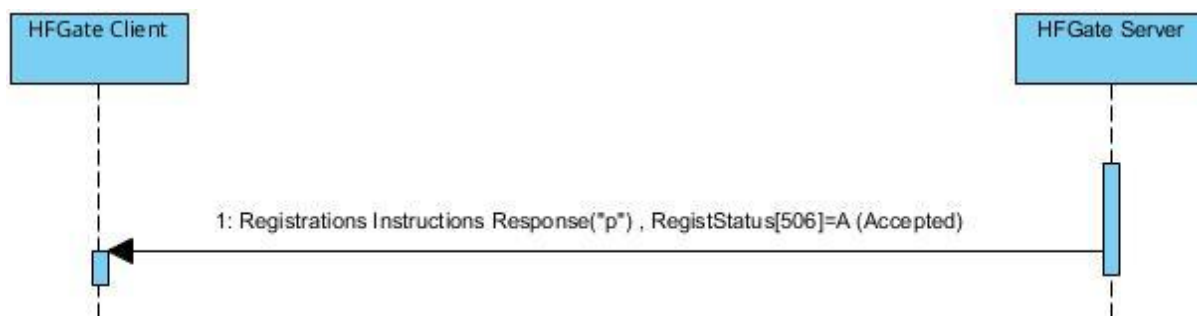 HFGate Client
HFGate Server
1: Registrations Instructions Response("p") , RegistStatus[506]=A (Accepted)